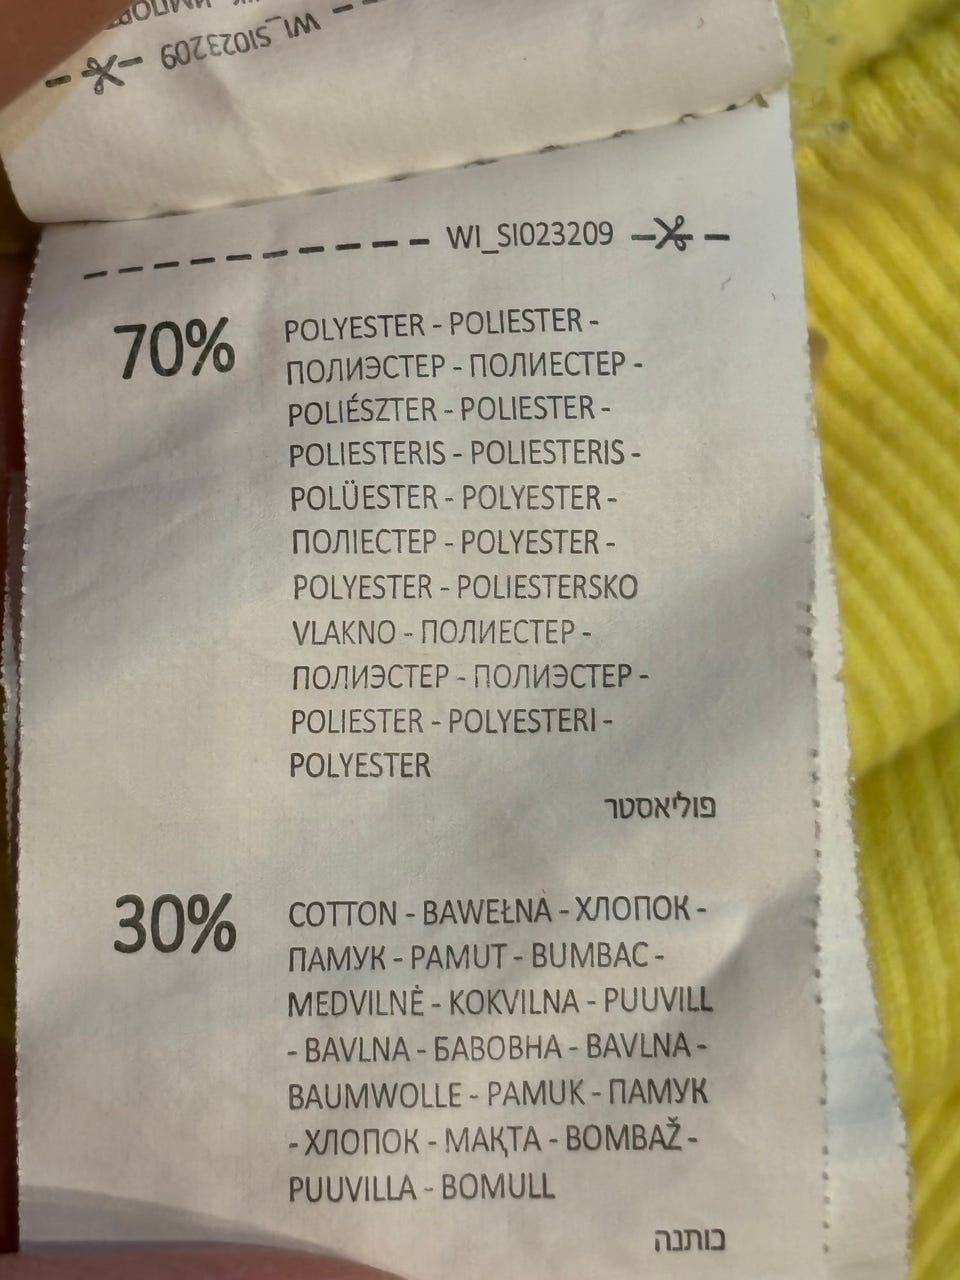 WI_SI023209
WI_SI023209
70%
POLYESTER - POLIESTER -
ПОЛИЭСТЕР - ПОЛИЕСТЕР -
POLIÉSZTER - POLIESTER -
POLIESTERIS - POLIESTERIS -
POLÜESTER - POLYESTER -
ПОЛІЕСТЕР - POLYESTER -
POLYESTER - POLIESTERSKO
VLAKNO - ПОЛИЕСТЕР -
ПОЛИЭСТЕР - ПОЛИЭСТЕР -
POLIESTER - POLYESTERI -
POLYESTER
פוליאסטר
30%
COTTON - BAWEŁNA - ХЛОПОК -
ПАМУК - PAMUT - BUMBAC -
MEDVILNĖ - KOKVILNA - PUUVILL
- BAVLNA - БАВОВНА - BAVLNA -
BAUMWOLLE - PAMUK - ПАМУК
- ХЛОПОК - МАҚТА - BOMBAŽ -
PUUVILLA - BOMULL
כותנה